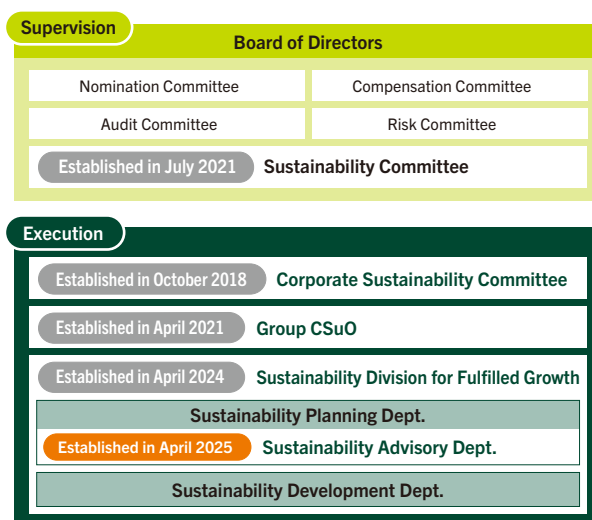 Supervision
Board of Directors
Nomination Committee
Compensation Committee
Audit Committee
Risk Committee
Established in July 2021 Sustainability Committee
Execution
Established in October 2018 Corporate Sustainability Committee
Established in April 2021 Group CSuO
Established in April 2024 Sustainability Division for Fulfilled Growth
Sustainability Planning Dept.
Established in April 2025 Sustainability Advisory Dept.
Sustainability Development Dept.